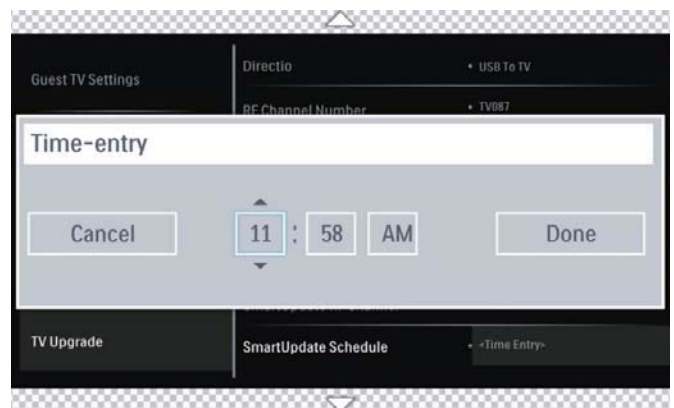 Directio • USB To TV
Guest TV Settings
RF Channel Number • TV087
Time-entry
Cancel 11 : 58 AM Done
TV Upgrade
SmartUpdate Schedule • <Time Entry>